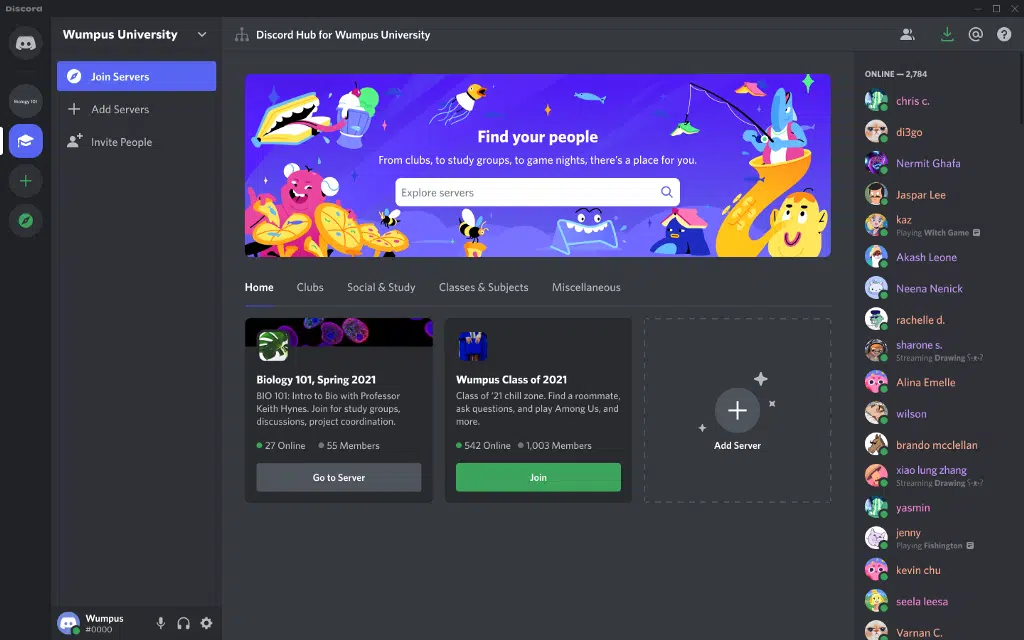 Discord
Wumpus University
Discord Hub for Wumpus University
Biology 101
Join Servers
Add Servers
Invite People
Find your people
From clubs, to study groups, to game nights, there's a place for you.
Explore servers
Home
Clubs
Social & Study
Classes & Subjects
Miscellaneous
Biology 101, Spring 2021
BIO 101: Intro to Bio with Professor
Keith Hynes. Join for study groups,
discussions, project coordination.
27 Online
55 Members
Go to Server
Wumpus Class of 2021
Class of '21 chill zone. Find a roommate,
ask questions, and play Among Us, and
more.
542 Online
1,003 Members
Join
Add Server
ONLINE — 2,784
chris c.
di3go
Nermit Ghafa
Jaspar Lee
kaz
Playing Witch Game
Akash Leone
Neena Nenick
rachelle d.
sharone s.
Streaming Drawing ʕ·ᴥ·ʔ
Alina Emelle
wilson
brando mcclellan
xiao lung zhang
Streaming Drawing ʕ·ᴥ·ʔ
yasmin
jenny
Playing Fishington
kevin chu
seela leesa
Varnan C.
Wumpus
#0000